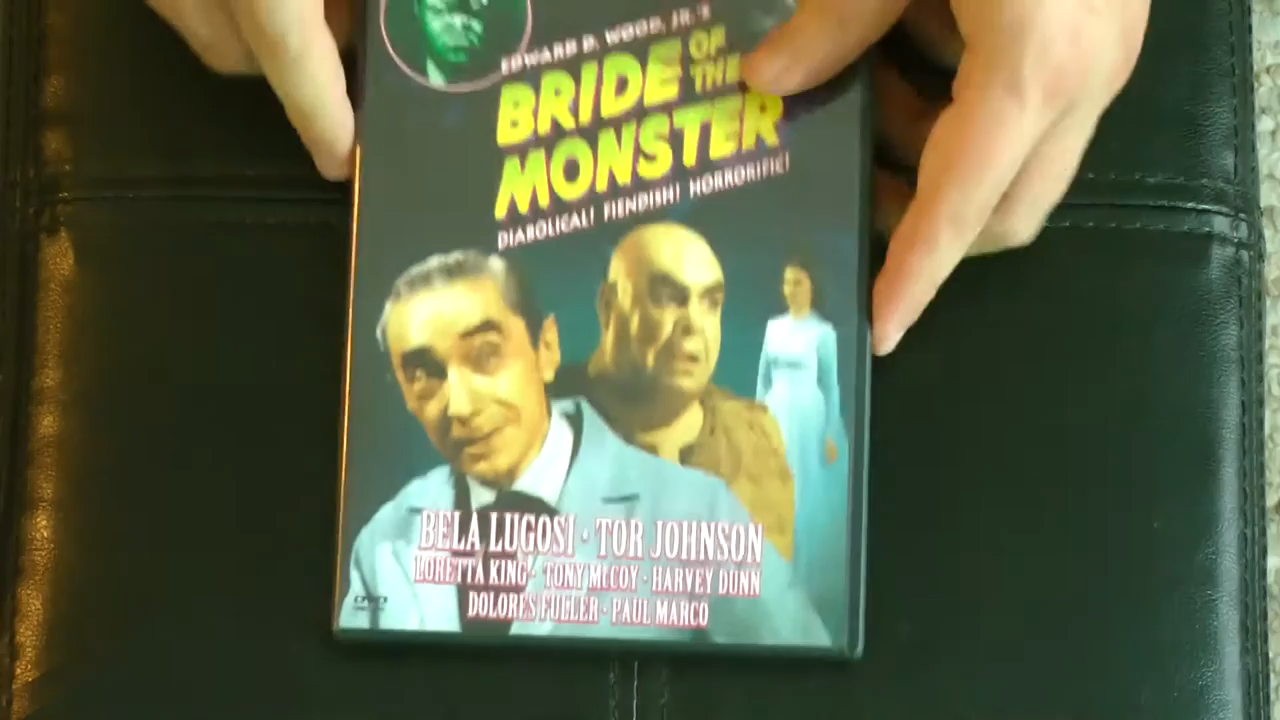 EDWARD D. WOOD, JR.'S
BRIDE OF THE
MONSTER
DIABOLICAL! FIENDISH! HORRORIFIC!
BELA LUGOSI · TOR JOHNSON
LORETTA KING · TONY McCOY · HARVEY DUNN
DOLORES FULLER · PAUL MARCO
DVD